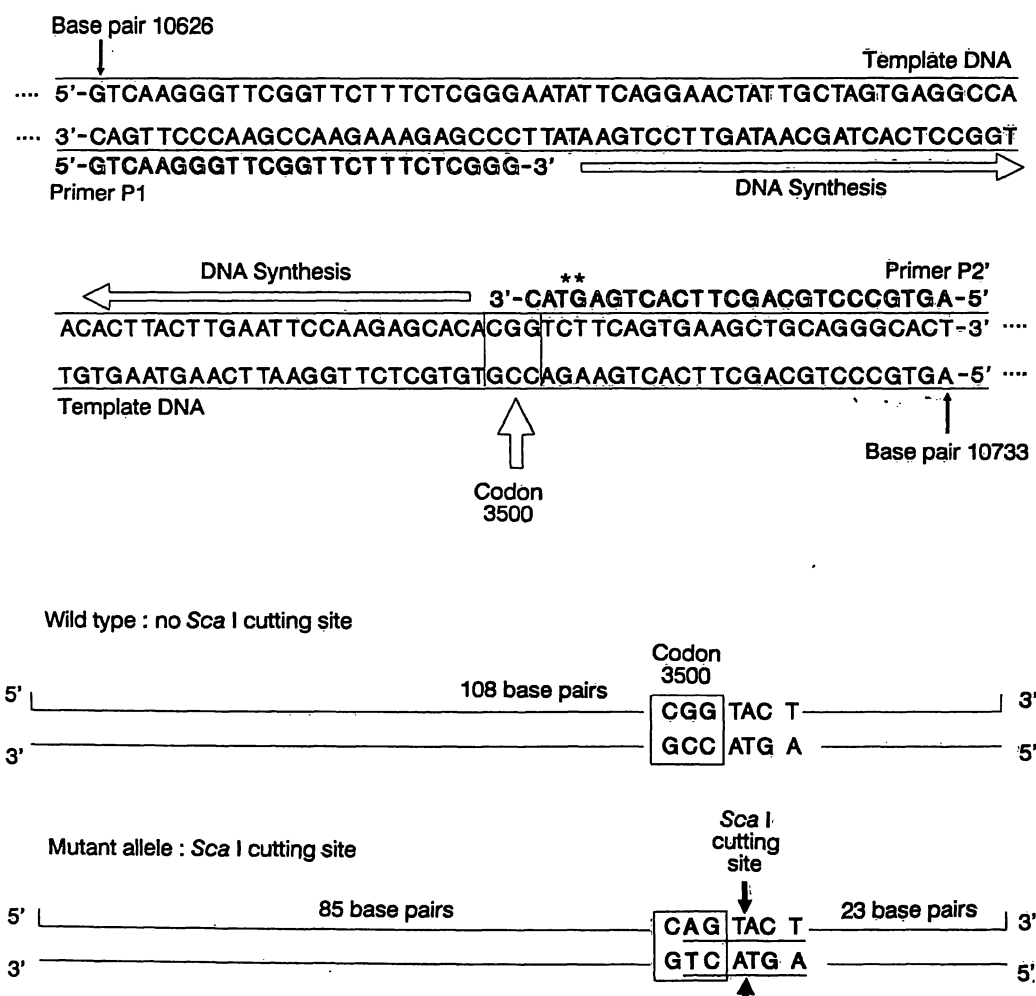 Base pair 10626
Template DNA
.... 5'-GTCAAGGGTTCGGTTCTTTCTCGGGAATATTCAGGAACTATTGCTAGTGAGGCCA
.... 3'-CAGTTCCCAAGCCAAGAAAGAGCCCTTATAAGTCCTTGATAACGATCACTCCGGT
5'-GTCAAGGGTTCGGTTCTTTCTCGGG-3'
Primer P1
DNA Synthesis
DNA Synthesis
**
Primer P2'
3'-CATGAGTCACTTCGACGTCCCGTGA-5'
ACACTTACTTGAATTCCAAGAGCACACGGTCTTCAGTGAAGCTGCAGGGCACT-3' ....
TGTGAATGAACTTAAGGTTCTCGTGTGCCAGAAGTCACTTCGACGTCCCGTGA-5' ....
Template DNA
Base pair 10733
Codon
3500
Wild type : no Sca I cutting site
Codon
3500
5' 108 base pairs CGG TAC T 3'
3' GCC ATG A 5'
Sca I
cutting
site
Mutant allele : Sca I cutting site
5' 85 base pairs CAG TAC T 23 base pairs 3'
3' GTC ATG A 5'